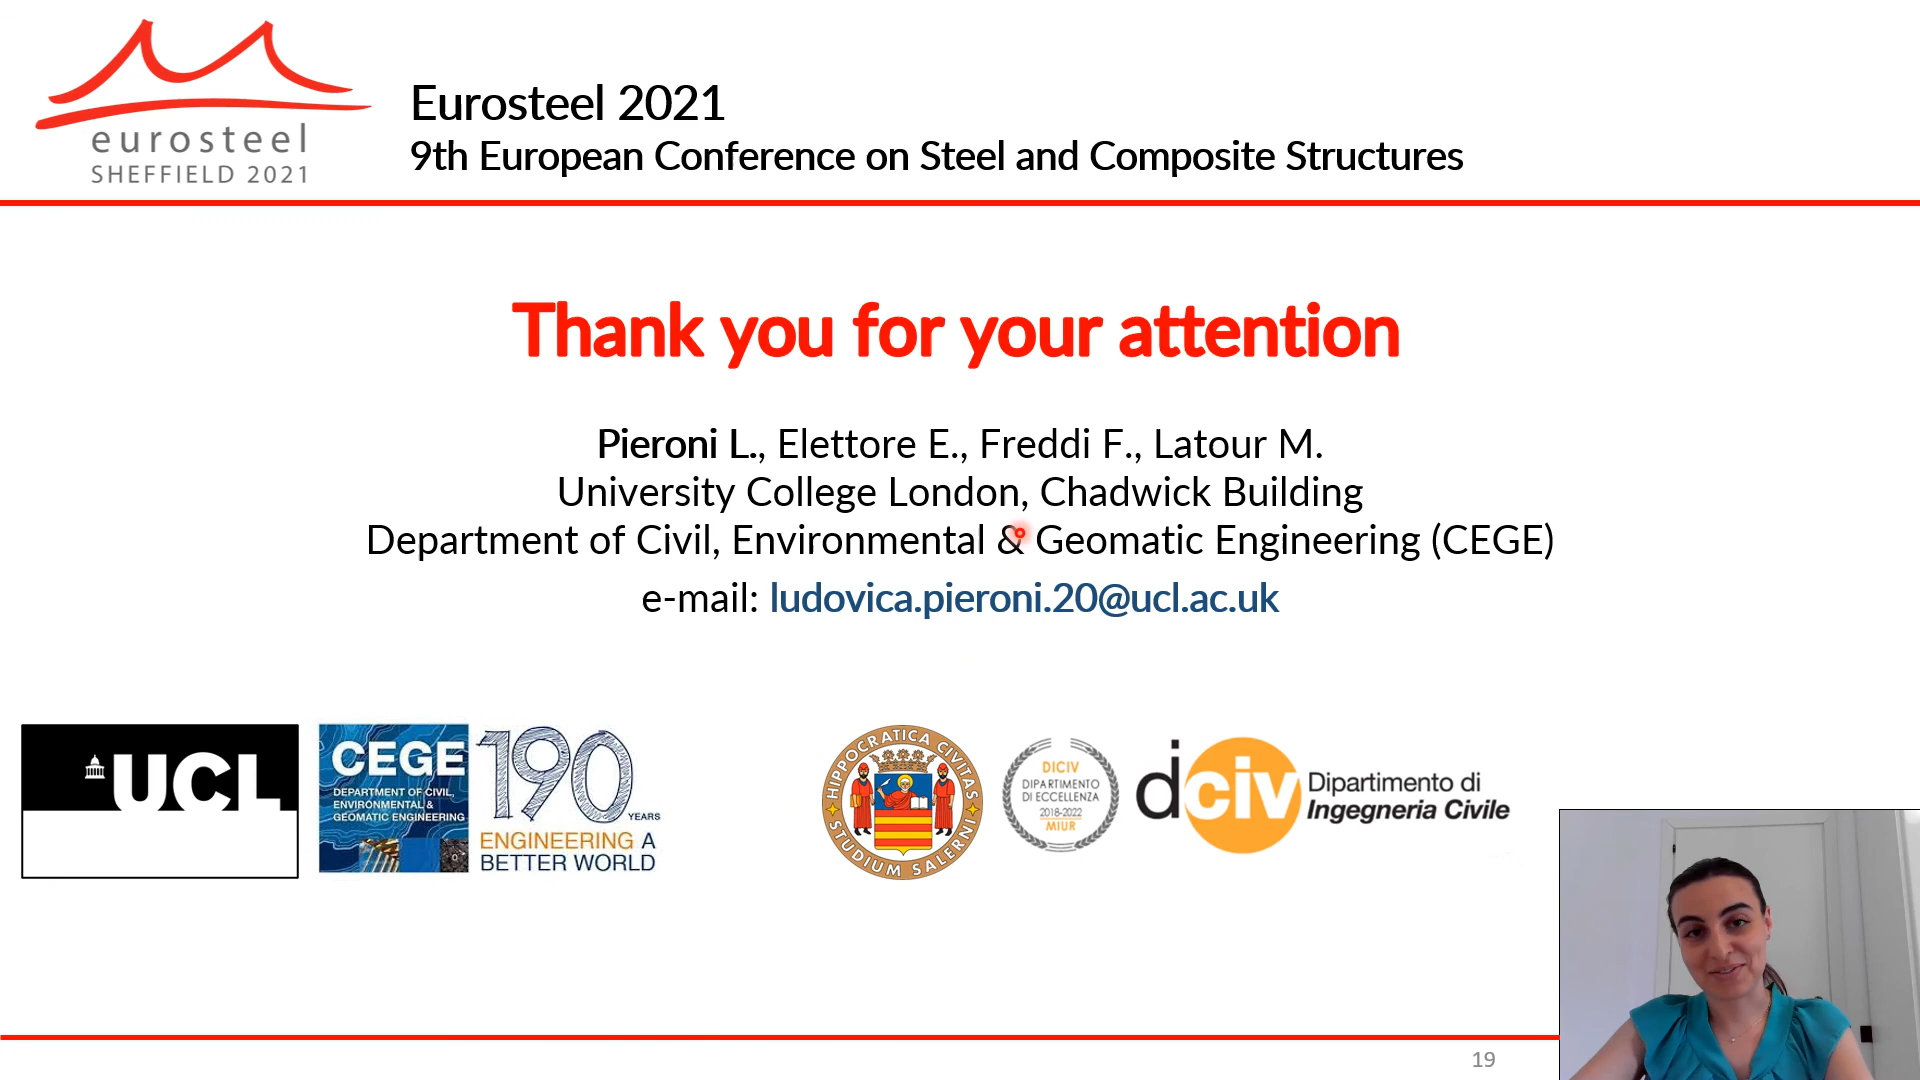 eurosteel
SHEFFIELD 2021
Eurosteel 2021
9th European Conference on Steel and Composite Structures
Thank you for your attention
Pieroni L., Elettore E., Freddi F., Latour M.
University College London, Chadwick Building
Department of Civil, Environmental & Geomatic Engineering (CEGE)
e-mail: ludovica.pieroni.20@ucl.ac.uk
UCL
CEGE
DEPARTMENT OF CIVIL,
ENVIRONMENTAL &
GEOMATIC ENGINEERING
190
YEARS
ENGINEERING A
BETTER WORLD
HIPPOCRATICA CIVITAS
STUDIUM SALERNI
DICIV
DIPARTIMENTO
DI ECCELLENZA
2018-2022
MIUR
diciv
Dipartimento di
Ingegneria Civile
19